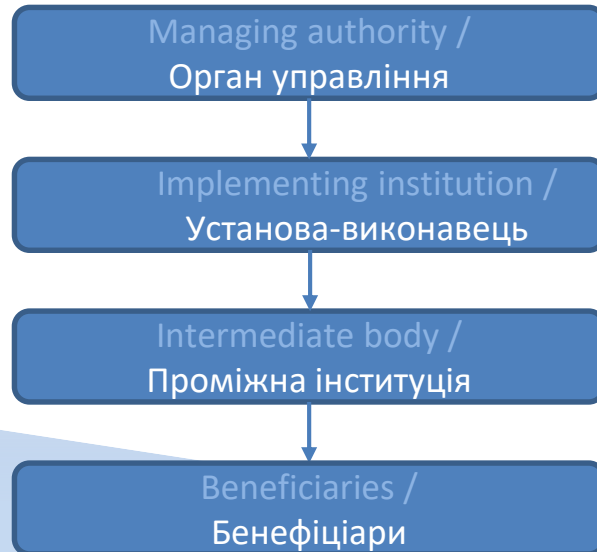 Managing authority /
Орган управління
Implementing institution /
Установа-виконавець
Intermediate body /
Проміжна інституція
Beneficiaries /
Бенефіціари